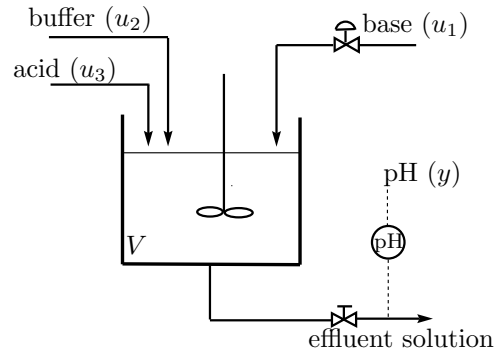 buffer (u₂)
base (u₁)
acid (u₃)
pH (y)
V
pH
effluent solution